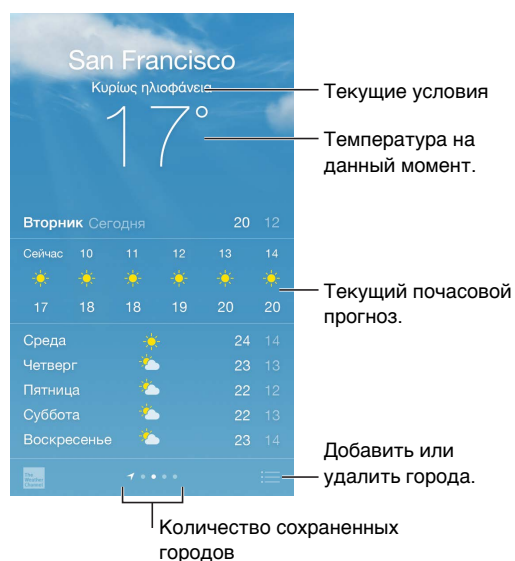 San Francisco
Κυρίως ηλιοφάνεια
17°
Текущие условия
Температура на
данный момент.
Вторник Сегодня 20 12
Сейчас 10 11 12 13 14
17 18 18 19 20 20
Текущий почасовой
прогноз.
Среда 24 14
Четверг 23 13
Пятница 22 12
Суббота 22 13
Воскресенье 23 14
Добавить или
удалить города.
Количество сохраненных
городов